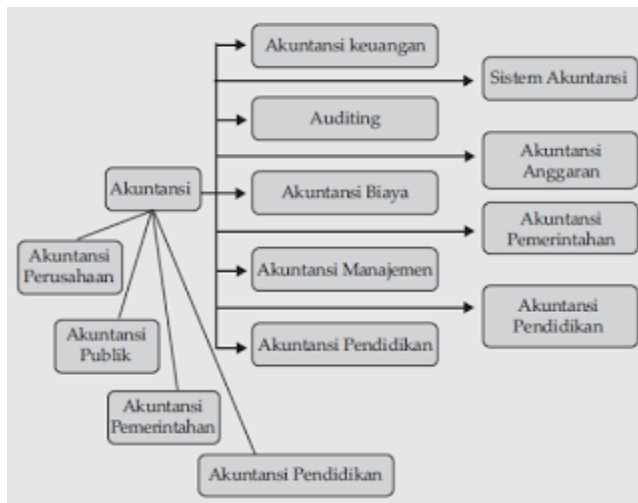 Akuntansi keuangan
Sistem Akuntansi
Auditing
Akuntansi
Anggaran
Akuntansi
Akuntansi Biaya
Akuntansi
Pemerintahan
Akuntansi
Perusahaan
Akuntansi Manajemen
Akuntansi
Pendidikan
Akuntansi
Publik
Akuntansi Pendidikan
Akuntansi
Pemerintahan
Akuntansi Pendidikan